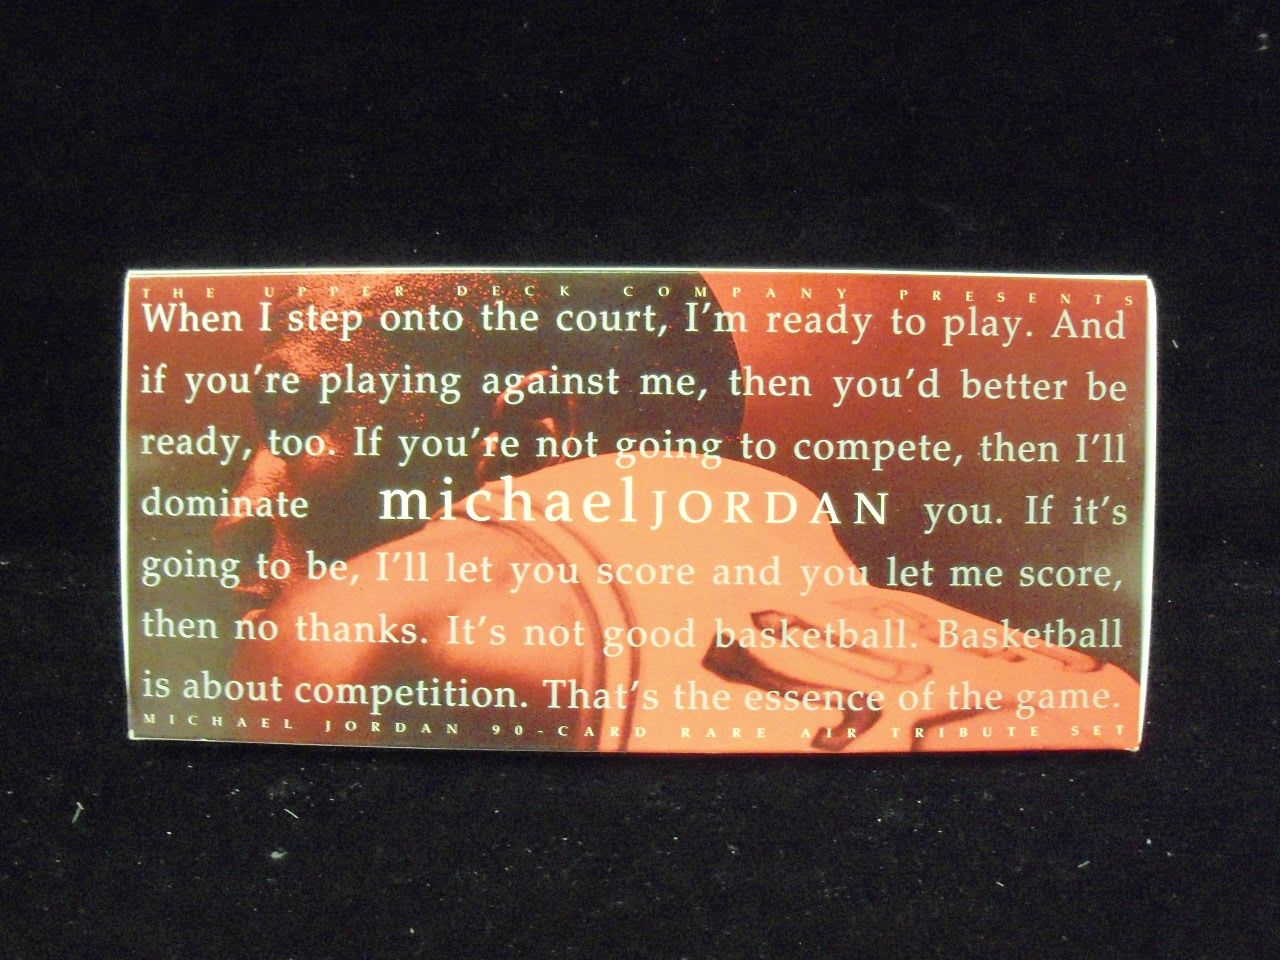 THE UPPER DECK COMPANY PRESENTS
When I step onto the court, I'm ready to play. And
if you're playing against me, then you'd better be
ready, too. If you're not going to compete, then I'll
dominate michaelJORDAN you. If it's
going to be, I'll let you score and you let me score,
then no thanks. It's not good basketball. Basketball
is about competition. That's the essence of the game.
MICHAEL JORDAN 90-CARD RARE AIR TRIBUTE SET